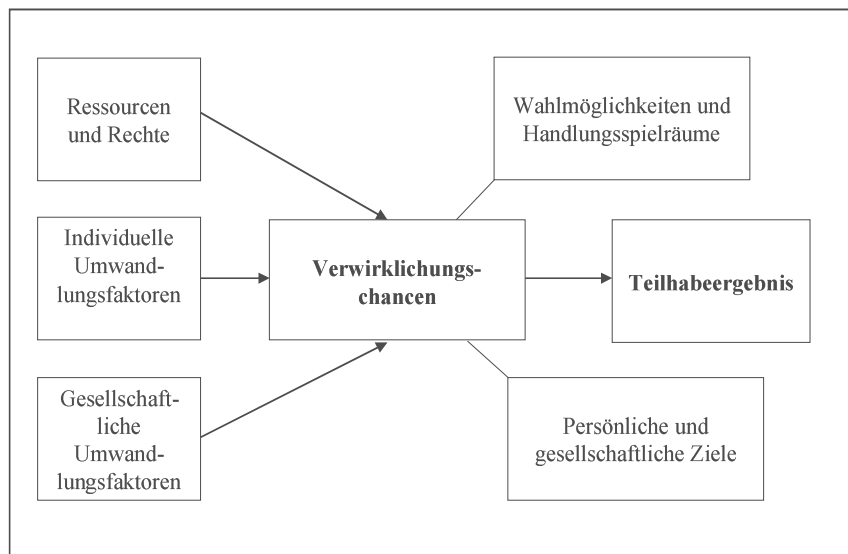 Ressourcen
und Rechte
Wahlmöglichkeiten und
Handlungsspielräume
Individuelle
Umwand-
lungsfaktoren
Verwirklichungs-
chancen
Teilhabeergebnis
Gesellschaft-
liche
Umwand-
lungsfaktoren
Persönliche und
gesellschaftliche Ziele